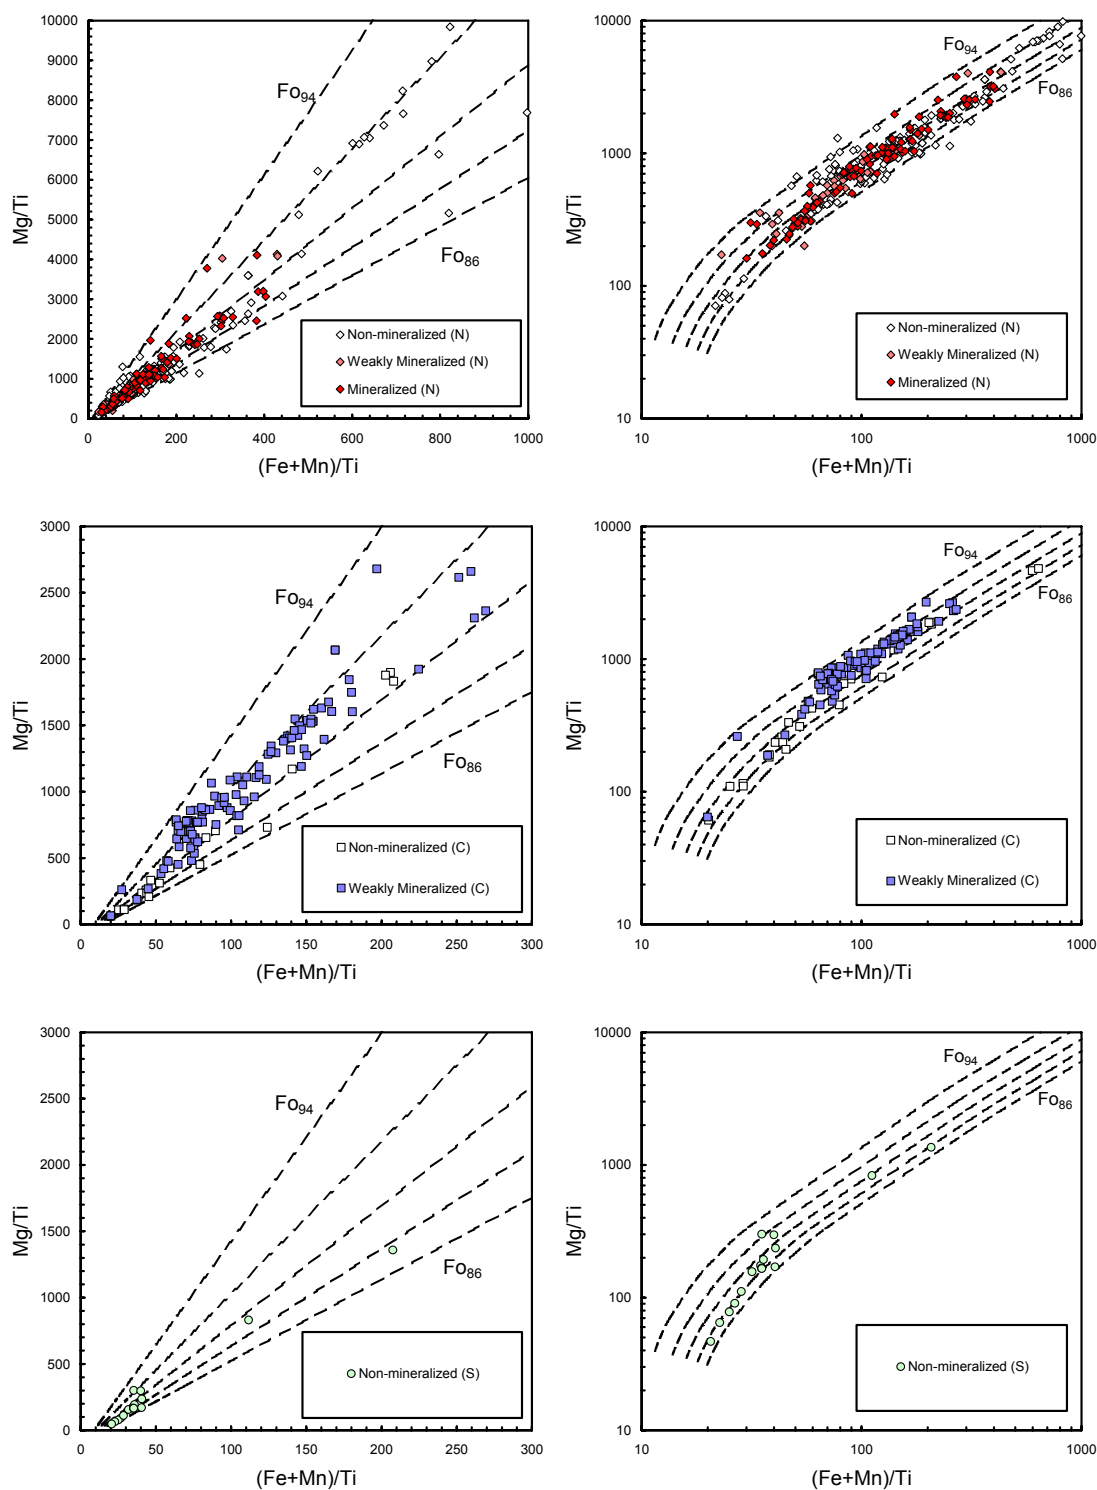 10000
9000
8000
7000
6000
5000
4000
3000
2000
1000
0
Mg/Ti
Fo94
Fo86
Non-mineralized (N)
Weakly Mineralized (N)
Mineralized (N)
0 200 400 600 800 1000
(Fe+Mn)/Ti
10000
1000
100
10
Mg/Ti
Fo94
Fo86
Non-mineralized (N)
Weakly Mineralized (N)
Mineralized (N)
10 100 1000
(Fe+Mn)/Ti
3000
2500
2000
1500
1000
500
0
Mg/Ti
Fo94
Fo86
Non-mineralized (C)
Weakly Mineralized (C)
0 50 100 150 200 250 300
(Fe+Mn)/Ti
10000
1000
100
10
Mg/Ti
Fo94
Fo86
Non-mineralized (C)
Weakly Mineralized (C)
10 100 1000
(Fe+Mn)/Ti
3000
2500
2000
1500
1000
500
0
Mg/Ti
Fo94
Fo86
Non-mineralized (S)
0 50 100 150 200 250 300
(Fe+Mn)/Ti
10000
1000
100
10
Mg/Ti
Fo94
Fo86
Non-mineralized (S)
10 100 1000
(Fe+Mn)/Ti